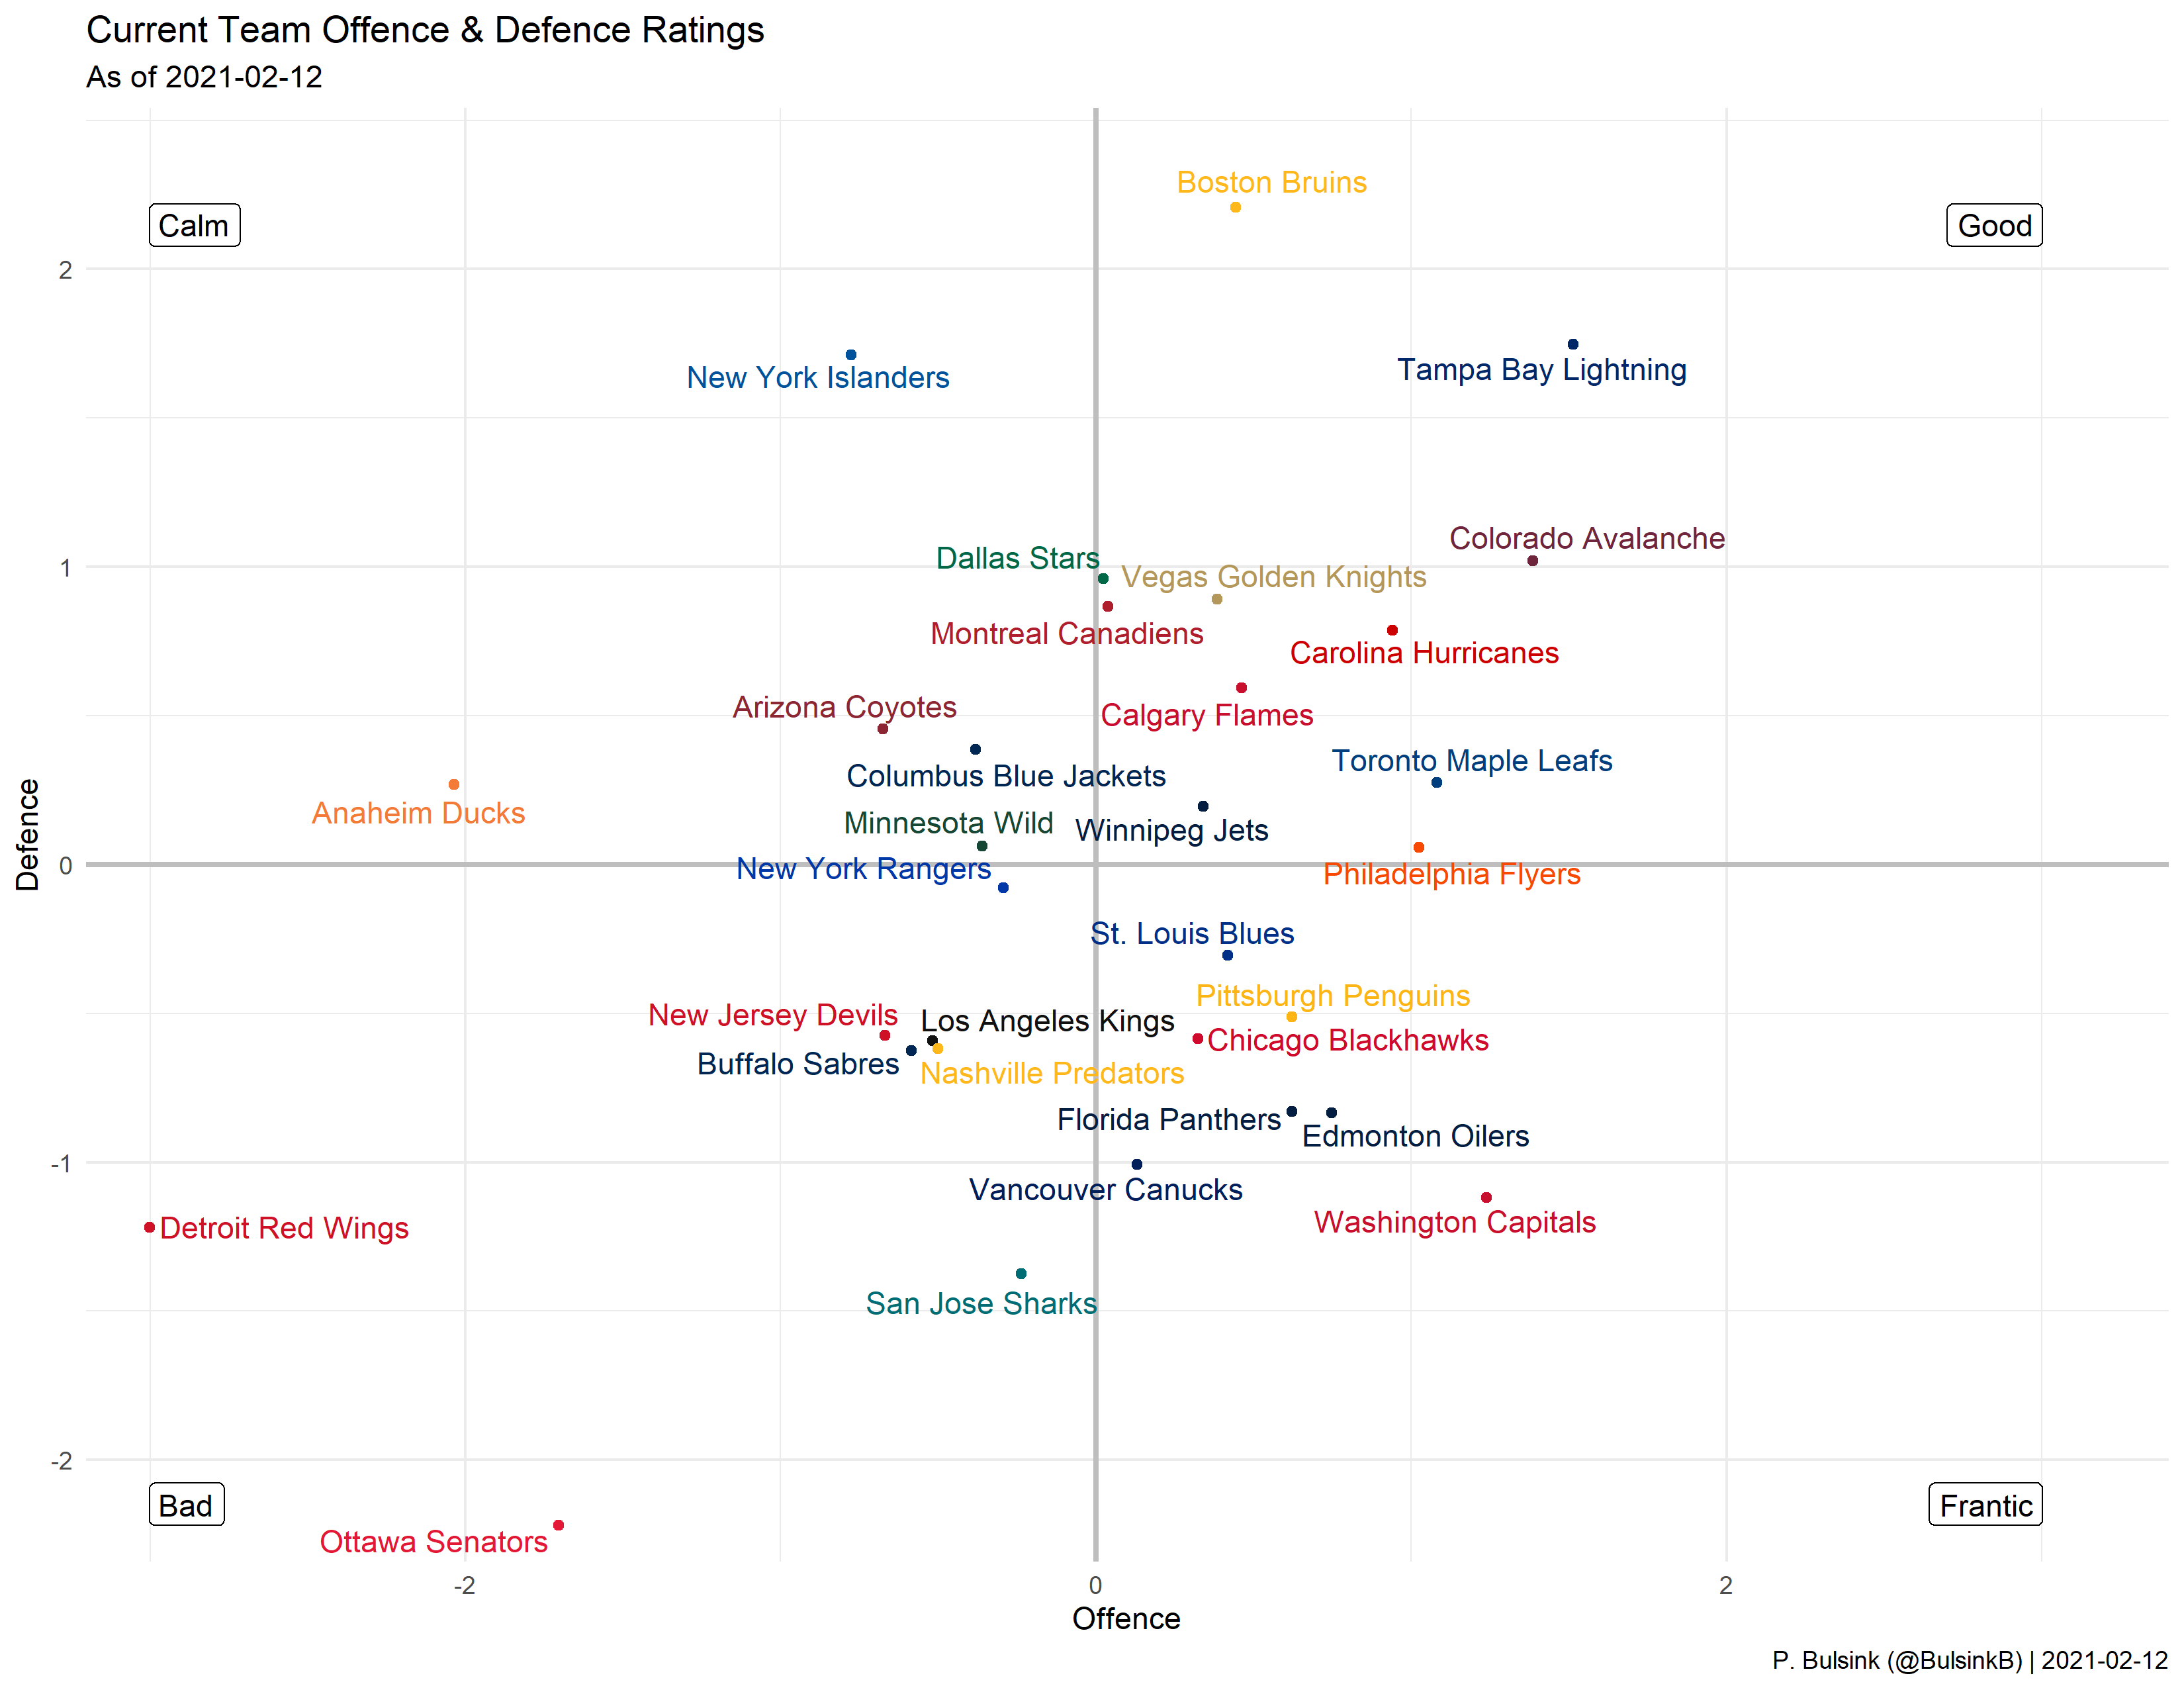 Current Team Offence & Defence Ratings
As of 2021-02-12
Boston Bruins
Calm
Good
2
New York Islanders
Tampa Bay Lightning
Colorado Avalanche
Dallas Stars
1
Vegas Golden Knights
Montreal Canadiens
Carolina Hurricanes
Arizona Coyotes
Calgary Flames
Toronto Maple Leafs
Columbus Blue Jackets
Anaheim Ducks
Minnesota Wild
Winnipeg Jets
Defence
0
New York Rangers
Philadelphia Flyers
St. Louis Blues
Pittsburgh Penguins
New Jersey Devils
Los Angeles Kings
Chicago Blackhawks
Buffalo Sabres
Nashville Predators
Florida Panthers
Edmonton Oilers
-1
Vancouver Canucks
Washington Capitals
Detroit Red Wings
San Jose Sharks
-2
Bad
Frantic
Ottawa Senators
-2
0
2
Offence
P. Bulsink (@BulsinkB) | 2021-02-12